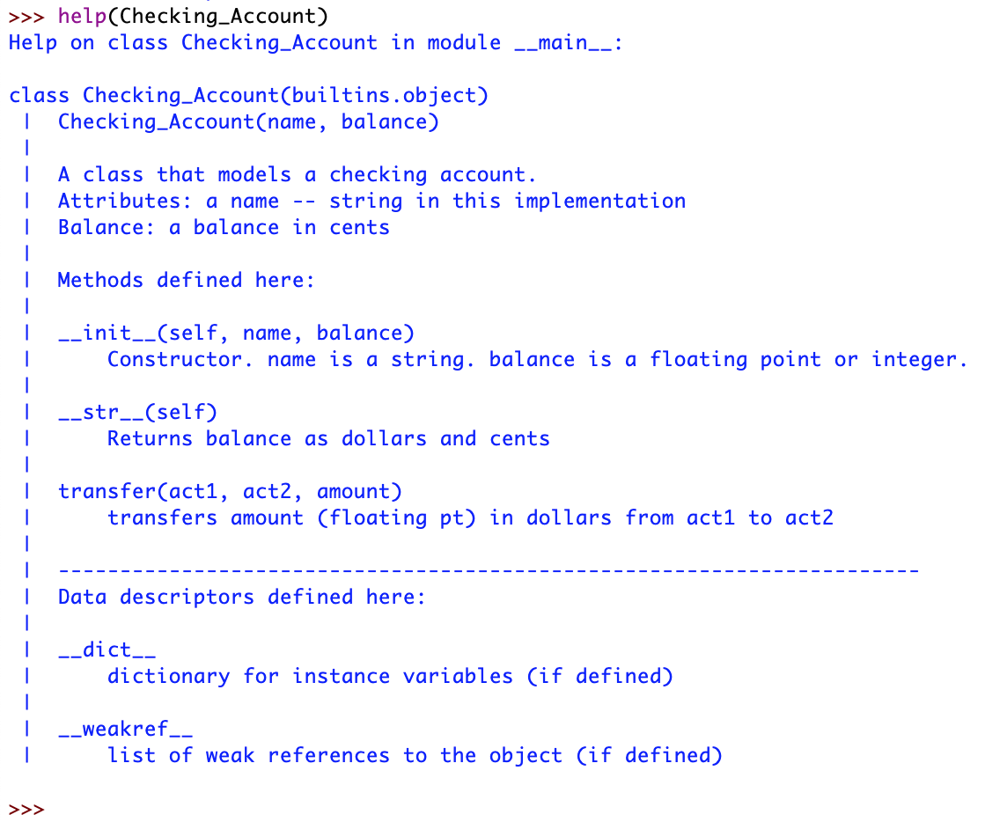 >>> help(Checking_Account)
Help on class Checking_Account in module __main__:

class Checking_Account(builtins.object)
 |  Checking_Account(name, balance)
 |
 |  A class that models a checking account.
 |  Attributes: a name -- string in this implementation
 |  Balance: a balance in cents
 |
 |  Methods defined here:
 |
 |  __init__(self, name, balance)
 |      Constructor. name is a string. balance is a floating point or integer.
 |
 |  __str__(self)
 |      Returns balance as dollars and cents
 |
 |  transfer(act1, act2, amount)
 |      transfers amount (floating pt) in dollars from act1 to act2
 |
 |  ----------------------------------------------------------------------
 |  Data descriptors defined here:
 |
 |  __dict__
 |      dictionary for instance variables (if defined)
 |
 |  __weakref__
 |      list of weak references to the object (if defined)

>>>